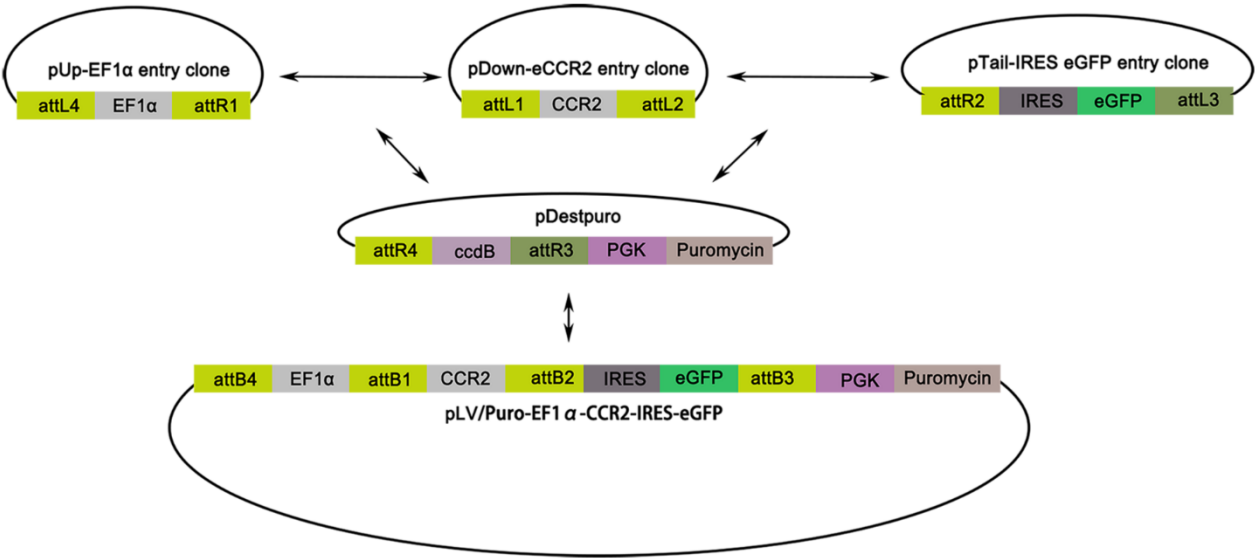 pUp-EF1α entry clone
attL4 EF1α attR1
pDown-eCCR2 entry clone
attL1 CCR2 attL2
pTail-IRES eGFP entry clone
attR2 IRES eGFP attL3
pDestpuro
attR4 ccdB attR3 PGK Puromycin
attB4 EF1α attB1 CCR2 attB2 IRES eGFP attB3 PGK Puromycin
pLV/Puro-EF1α-CCR2-IRES-eGFP